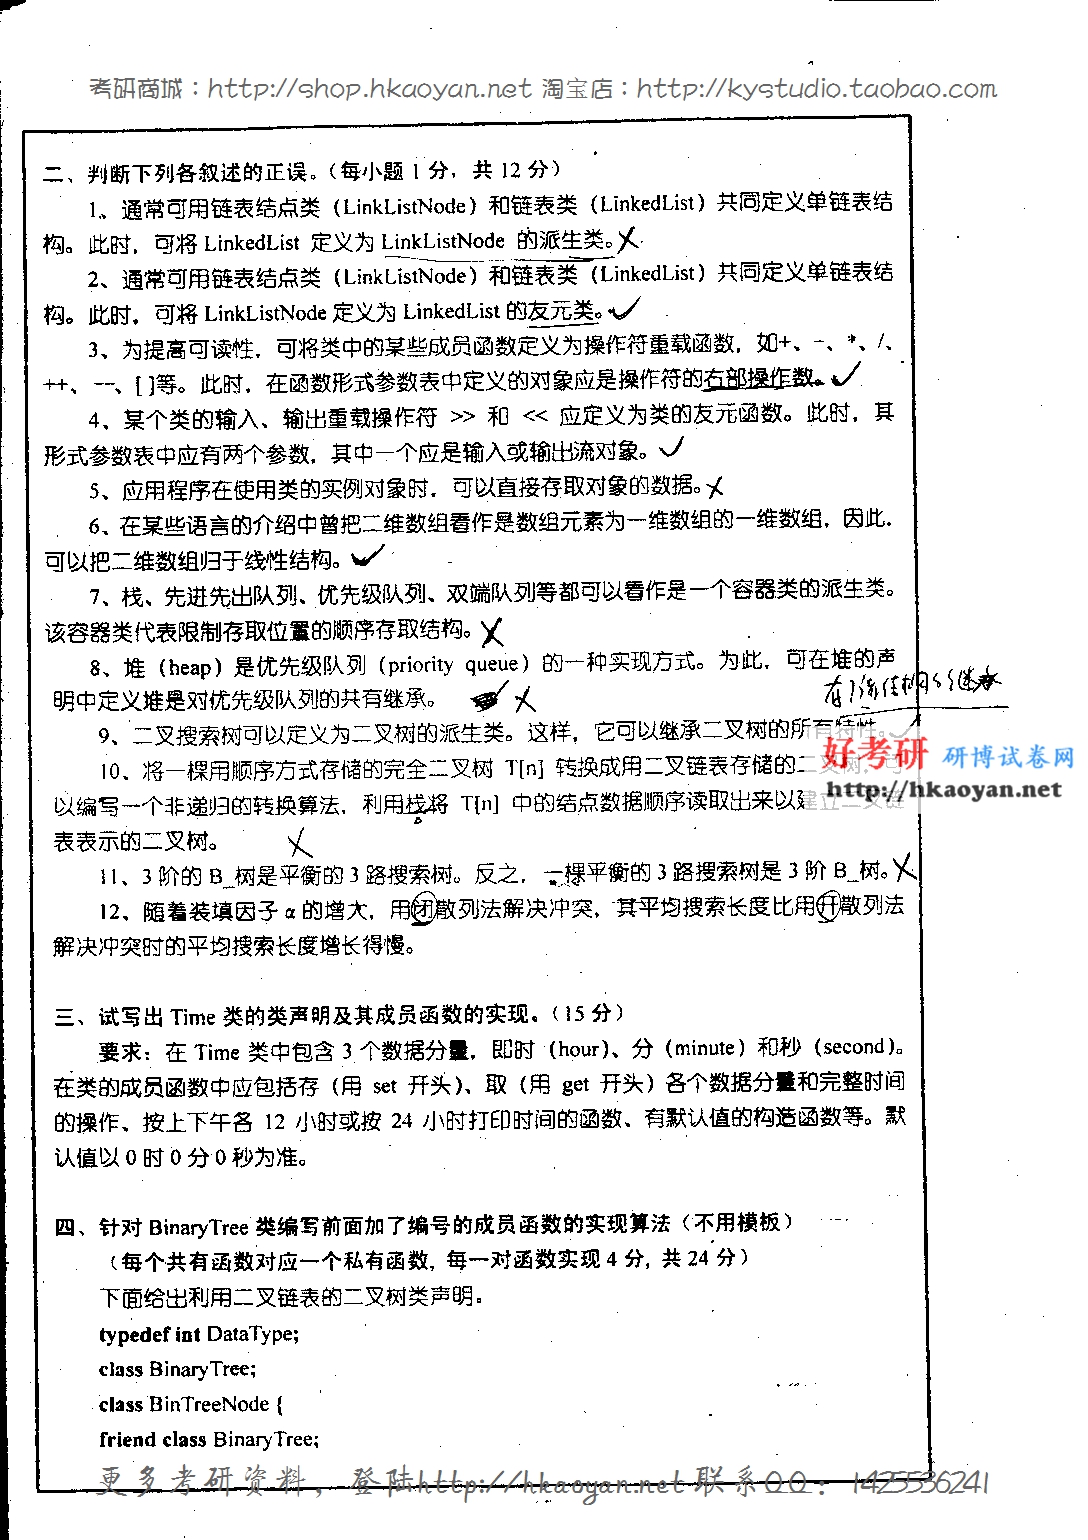 考研商城：http://shop.hkaoyan.net 淘宝店：http://kystudio.taobao.com
二、判断下列各叙述的正误。（每小题 1 分，共 12 分）
1、通常可用链表结点类（LinkListNode）和链表类（LinkedList）共同定义单链表结
构。此时，可将 LinkedList 定义为 LinkListNode 的派生类。✗
2、通常可用链表结点类（LinkListNode）和链表类（LinkedList）共同定义单链表结
构。此时，可将 LinkListNode 定义为 LinkedList 的友元类。✓
3、为提高可读性，可将类中的某些成员函数定义为操作符重载函数，如+、-、*、/、
++、--、[ ]等。此时，在函数形式参数表中定义的对象应是操作符的右部操作数。✓
4、某个类的输入、输出重载操作符 >> 和 << 应定义为类的友元函数。此时，其
形式参数表中应有两个参数，其中一个应是输入或输出流对象。✓
5、应用程序在使用类的实例对象时，可以直接存取对象的数据。✗
6、在某些语言的介绍中曾把二维数组看作是数组元素为一维数组的一维数组，因此，
可以把二维数组归于线性结构。✓
7、栈、先进先出队列、优先级队列、双端队列等都可以看作是一个容器类的派生类。
该容器类代表限制存取位置的顺序存取结构。✗
8、堆（heap）是优先级队列（priority queue）的一种实现方式。为此，可在堆的声
明中定义堆是对优先级队列的共有继承。✗
9、二叉搜索树可以定义为二叉树的派生类。这样，它可以继承二叉树的所有特性。✓
好考研 研博试卷网
http://hkaoyan.net
10、将一棵用顺序方式存储的完全二叉树 T[n] 转换成用二叉链表存储的二叉树，可
以编写一个非递归的转换算法，利用栈将 T[n] 中的结点数据顺序读取出来以建立二叉链
表表示的二叉树。 ✗
11、3 阶的 B_树是平衡的 3 路搜索树。反之，一棵平衡的 3 路搜索树是 3 阶 B_树。✗
12、随着装填因子 α 的增大，用闭散列法解决冲突，其平均搜索长度比用开散列法
解决冲突时的平均搜索长度增长得慢。
三、试写出 Time 类的类声明及其成员函数的实现。（15 分）
要求：在 Time 类中包含 3 个数据分量，即时（hour）、分（minute）和秒（second）。
在类的成员函数中应包括存（用 set 开头）、取（用 get 开头）各个数据分量和完整时间
的操作、按上下午各 12 小时或按 24 小时打印时间的函数、有默认值的构造函数等。默
认值以 0 时 0 分 0 秒为准。
四、针对 BinaryTree 类编写前面加了编号的成员函数的实现算法（不用模板）
（每个共有函数对应一个私有函数，每一对函数实现 4 分，共 24 分）
下面给出利用二叉链表的二叉树类声明。
typedef int DataType;
class BinaryTree;
class BinTreeNode {
friend class BinaryTree;
更多考研资料，登陆http://hkaoyan.net联系QQ：1425536241